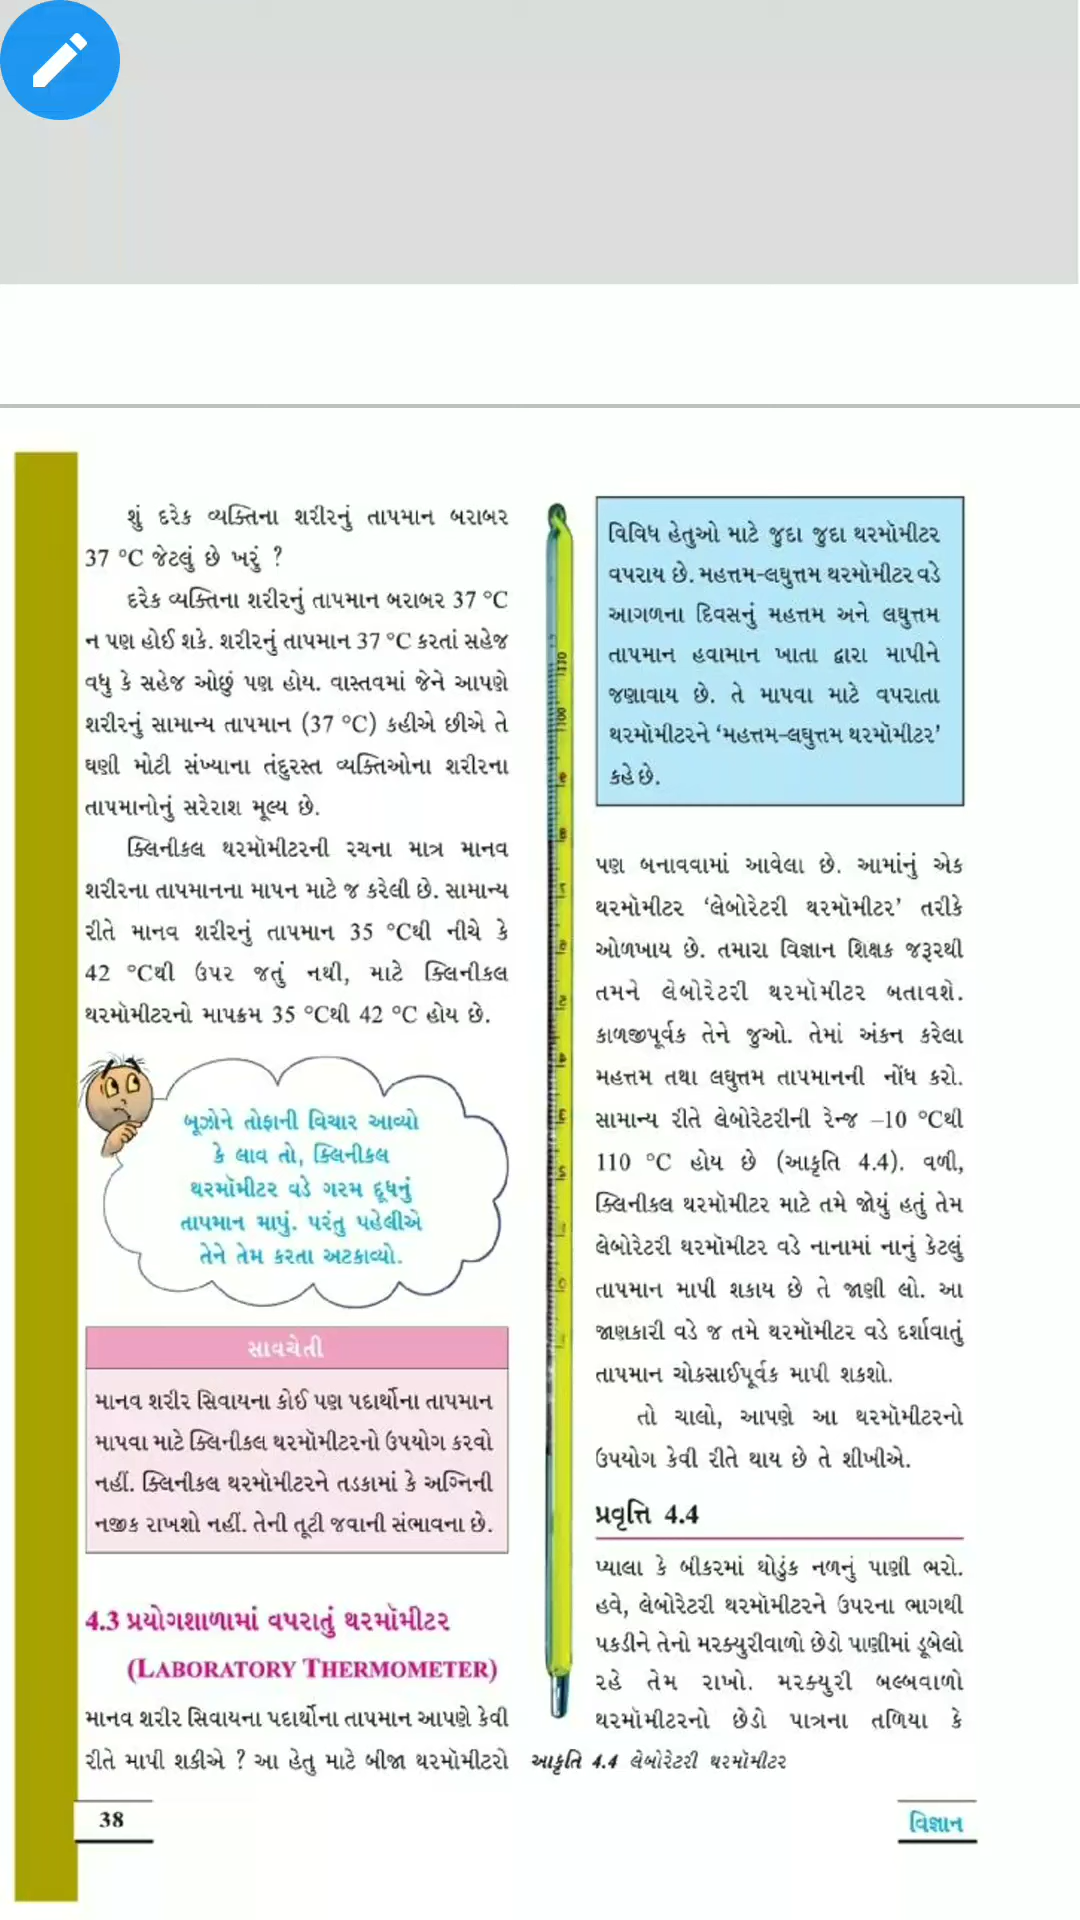 શું દરેક વ્યક્તિના શરીરનું તાપમાન બરાબર
37 °C જેટલું છે ખરું ?
દરેક વ્યક્તિના શરીરનું તાપમાન બરાબર 37 °C
ન પણ હોઈ શકે. શરીરનું તાપમાન 37 °C કરતાં સહેજ
વધુ કે સહેજ ઓછું પણ હોય. વાસ્તવમાં જેને આપણે
શરીરનું સામાન્ય તાપમાન (37 °C) કહીએ છીએ તે
ઘણી મોટી સંખ્યાના તંદુરસ્ત વ્યક્તિઓના શરીરના
તાપમાનોનું સરેરાશ મૂલ્ય છે.
ક્લિનીકલ થરમૉમીટરની રચના માત્ર માનવ
શરીરના તાપમાનના માપન માટે જ કરેલી છે. સામાન્ય
રીતે માનવ શરીરનું તાપમાન 35 °Cથી નીચે કે
42 °Cથી ઉપર જતું નથી, માટે ક્લિનીકલ
થરમૉમીટરનો માપક્રમ 35 °Cથી 42 °C હોય છે.
બૂઝોને તોફાની વિચાર આવ્યો
કે લાવ તો, ક્લિનીકલ
થરમૉમીટર વડે ગરમ દૂધનું
તાપમાન માપું. પરંતુ પહેલીએ
તેને તેમ કરતા અટકાવ્યો.
સાવચેતી
માનવ શરીર સિવાયના કોઈ પણ પદાર્થોના તાપમાન
માપવા માટે ક્લિનીકલ થરમૉમીટરનો ઉપયોગ કરવો
નહીં. ક્લિનીકલ થરમૉમીટરને તડકામાં કે અગ્નિની
નજીક રાખશો નહીં. તેની તૂટી જવાની સંભાવના છે.
4.3 પ્રયોગશાળામાં વપરાતું થરમૉમીટર
(LABORATORY THERMOMETER)
માનવ શરીર સિવાયના પદાર્થોના તાપમાન આપણે કેવી
રીતે માપી શકીએ ? આ હેતુ માટે બીજા થરમૉમીટરો
110
100
આકૃતિ 4.4 લેબોરેટરી થરમૉમીટર
વિવિધ હેતુઓ માટે જુદા જુદા થરમૉમીટર
વપરાય છે. મહત્તમ-લઘુત્તમ થરમૉમીટર વડે
આગળના દિવસનું મહત્તમ અને લઘુત્તમ
તાપમાન હવામાન ખાતા દ્વારા માપીને
જણાવાય છે. તે માપવા માટે વપરાતા
થરમૉમીટરને ‘મહત્તમ-લઘુત્તમ થરમૉમીટર’
કહે છે.
પણ બનાવવામાં આવેલા છે. આમાંનું એક
થરમૉમીટર ‘લેબોરેટરી થરમૉમીટર’ તરીકે
ઓળખાય છે. તમારા વિજ્ઞાન શિક્ષક જરૂરથી
તમને લેબોરેટરી થરમૉમીટર બતાવશે.
કાળજીપૂર્વક તેને જુઓ. તેમાં અંકન કરેલા
મહત્તમ તથા લઘુત્તમ તાપમાનની નોંધ કરો.
સામાન્ય રીતે લેબોરેટરીની રેન્જ –10 °Cથી
110 °C હોય છે (આકૃતિ 4.4). વળી,
ક્લિનીકલ થરમૉમીટર માટે તમે જોયું હતું તેમ
લેબોરેટરી થરમૉમીટર વડે નાનામાં નાનું કેટલું
તાપમાન માપી શકાય છે તે જાણી લો. આ
જાણકારી વડે જ તમે થરમૉમીટર વડે દર્શાવાતું
તાપમાન ચોકસાઈપૂર્વક માપી શકશો.
તો ચાલો, આપણે આ થરમૉમીટરનો
ઉપયોગ કેવી રીતે થાય છે તે શીખીએ.
પ્રવૃત્તિ 4.4
પ્યાલા કે બીકરમાં થોડુંક નળનું પાણી ભરો.
હવે, લેબોરેટરી થરમૉમીટરને ઉપરના ભાગથી
પકડીને તેનો મરક્યુરીવાળો છેડો પાણીમાં ડૂબેલો
રહે તેમ રાખો. મરક્યુરી બલ્બવાળો
થરમૉમીટરનો છેડો પાત્રના તળિયા કે
38
વિજ્ઞાન